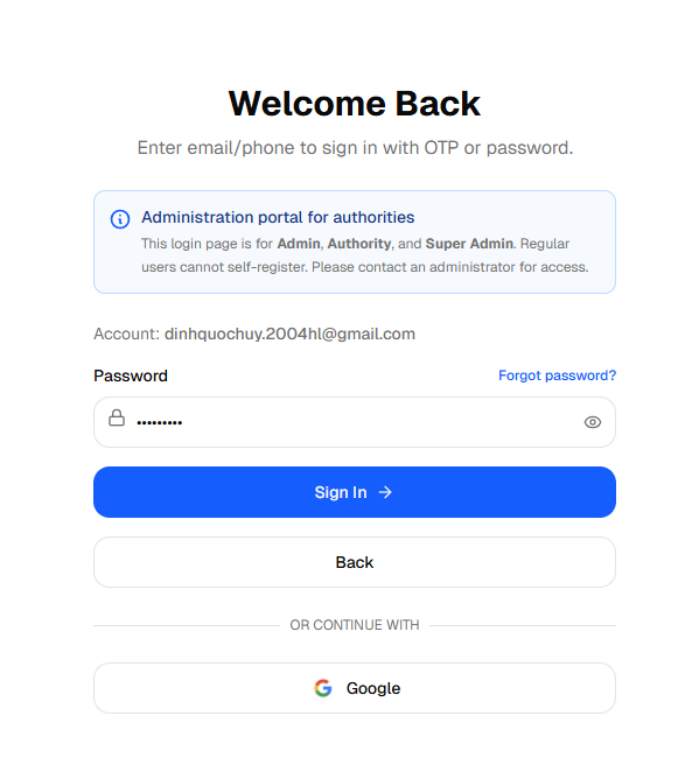 Welcome Back
Enter email/phone to sign in with OTP or password.
Administration portal for authorities
This login page is for Admin, Authority, and Super Admin. Regular
users cannot self-register. Please contact an administrator for access.
Account: dinhquochuy.2004hl@gmail.com
Password
Forgot password?
•••••••••
Sign In →
Back
OR CONTINUE WITH
Google